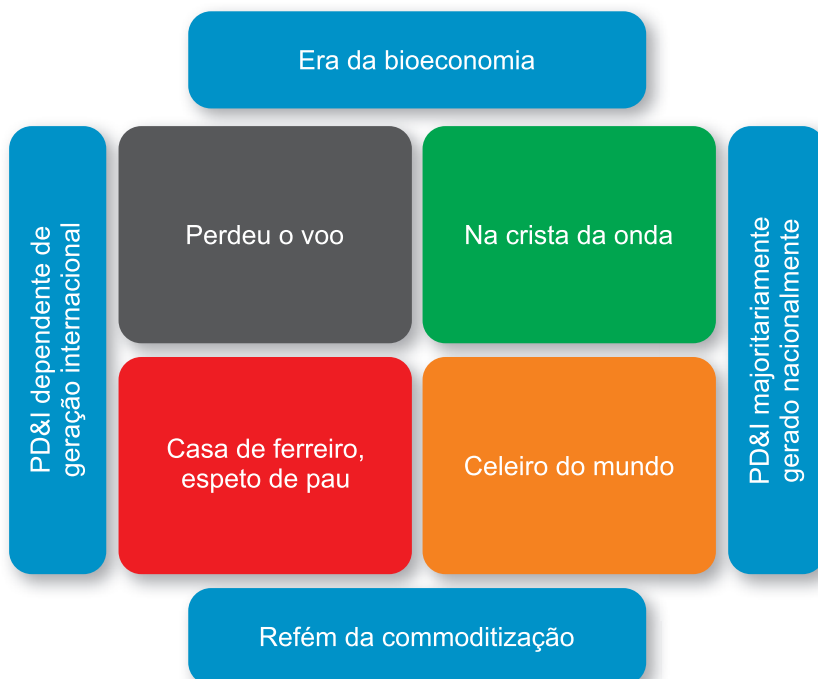 Era da bioeconomia
PD&I dependente de
geração internacional
Perdeu o voo
Na crista da onda
PD&I majoritariamente
gerado nacionalmente
Casa de ferreiro,
espeto de pau
Celeiro do mundo
Refém da commoditização